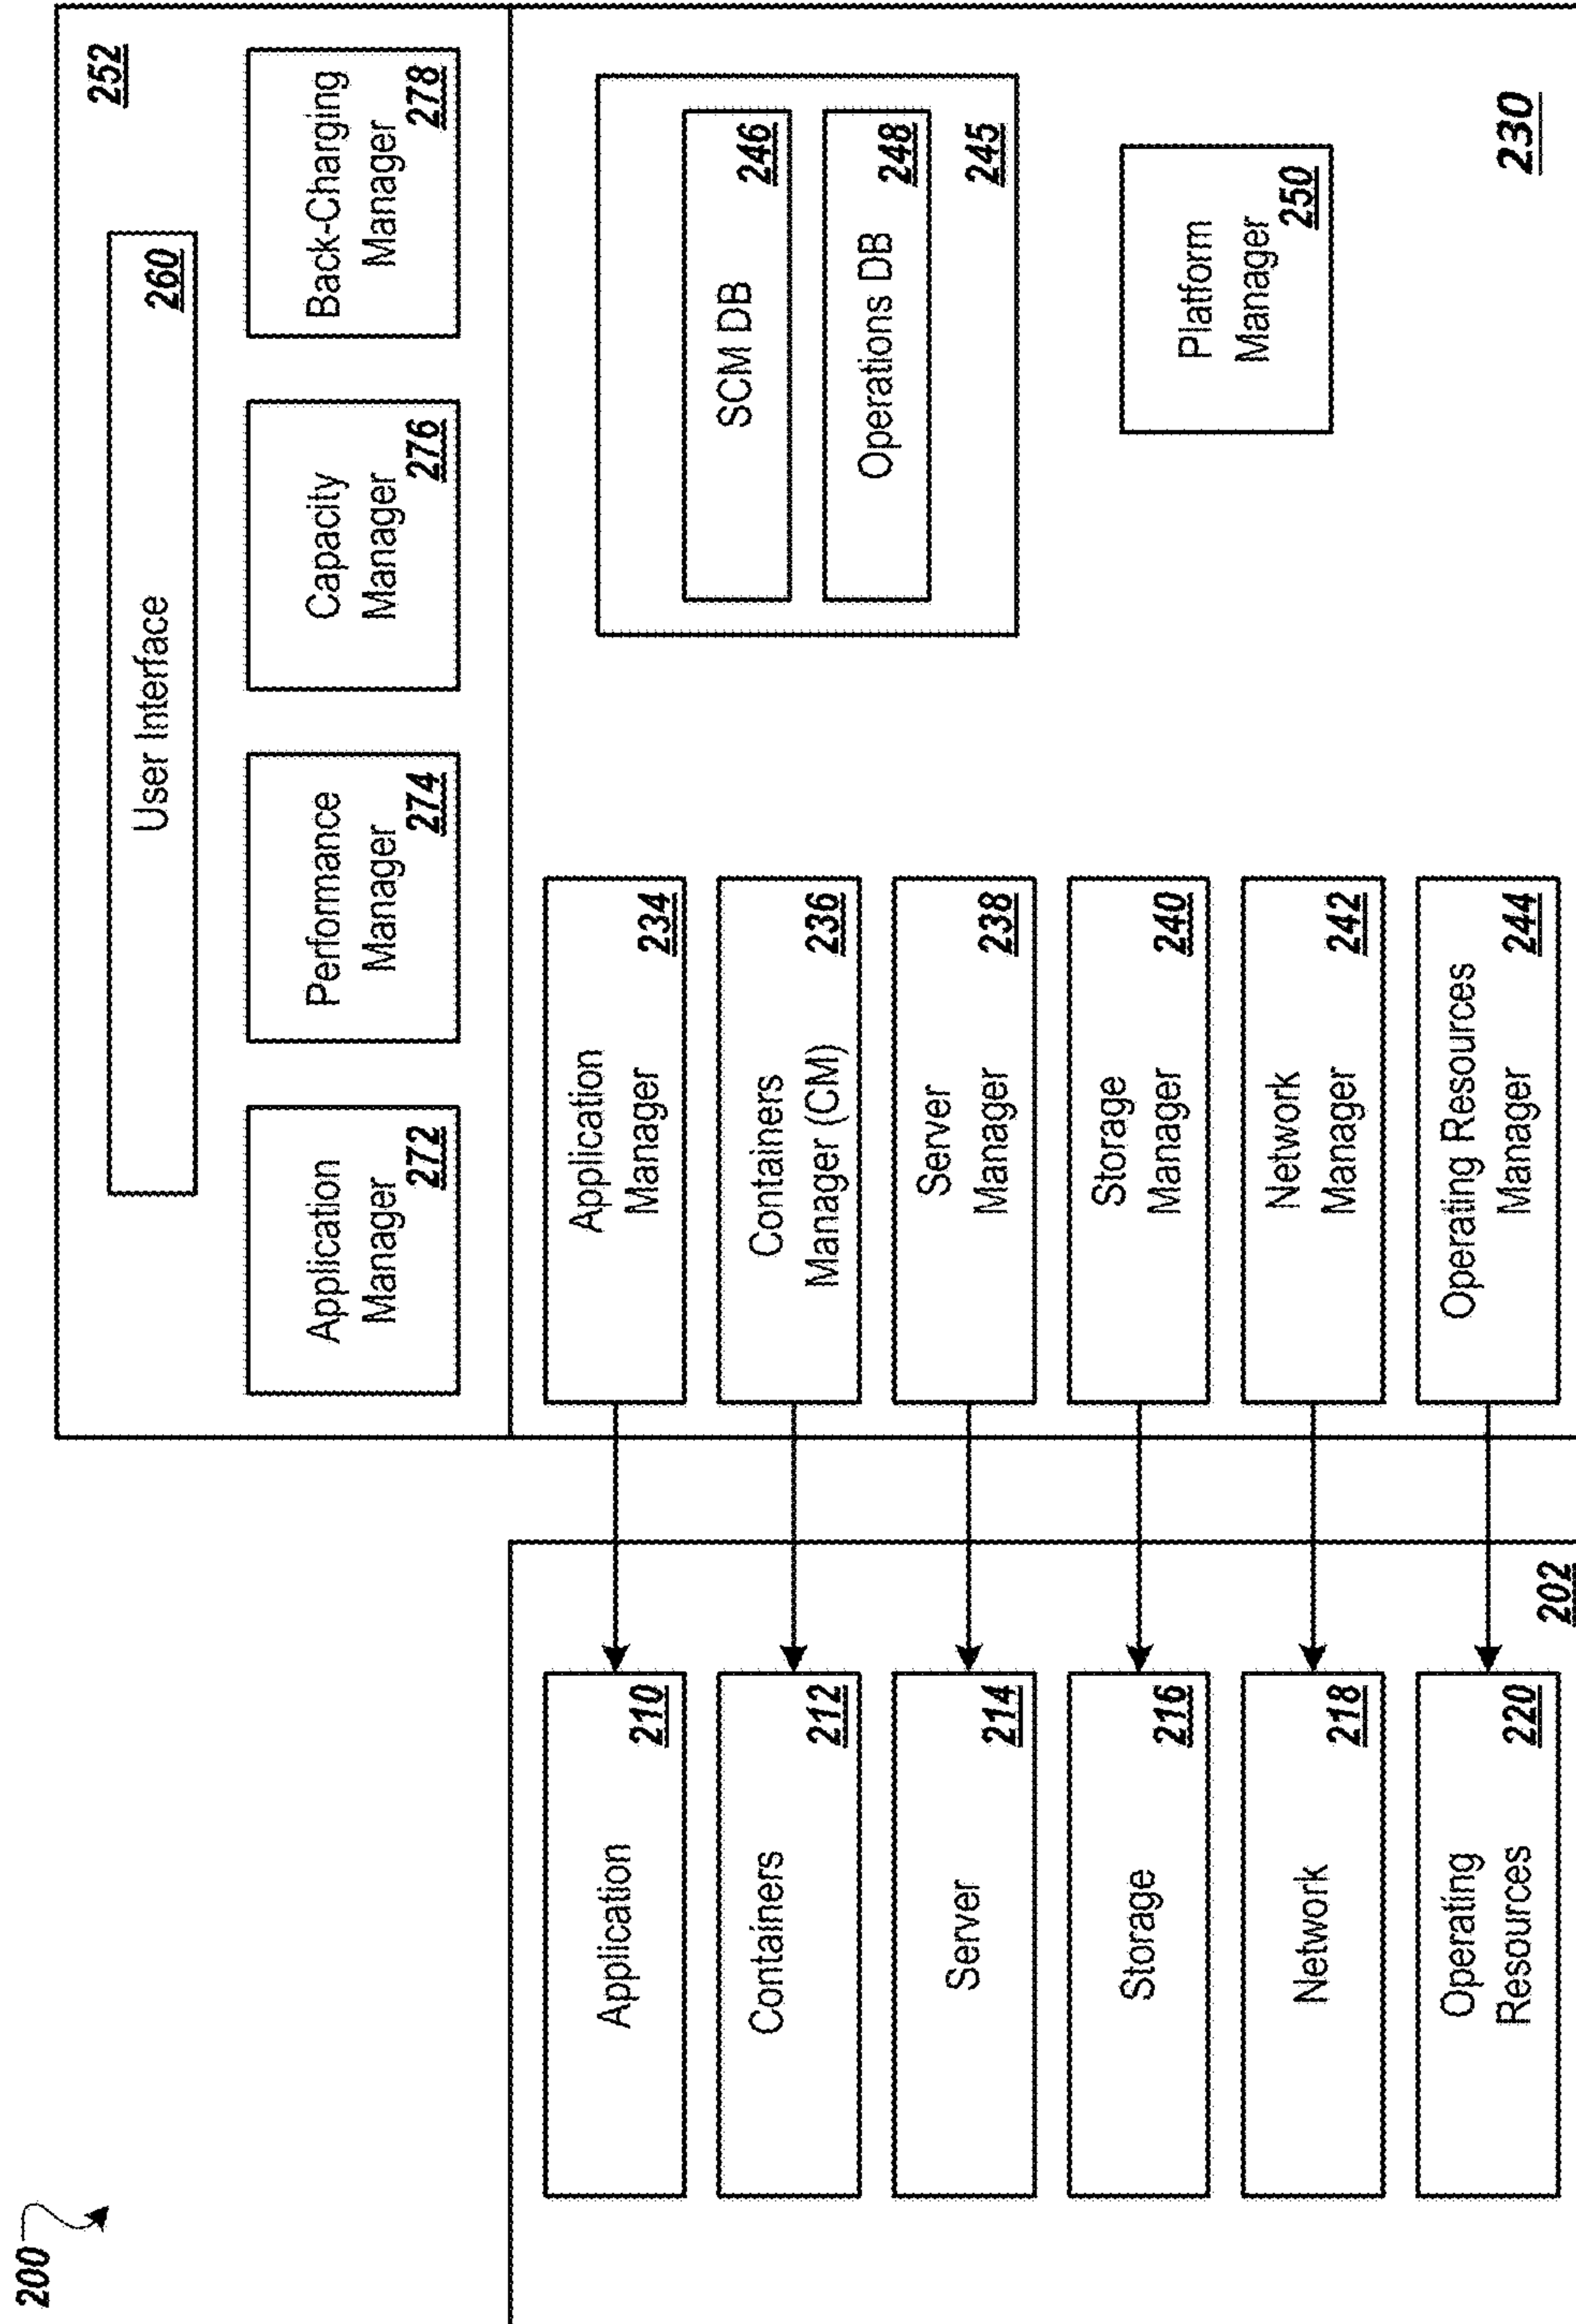 200
252
User Interface
260
Application
Manager
272
Performance
Manager
274
Capacity
Manager
276
Back-Charging
Manager
278
Application
210
Application
Manager
234
Containers
212
Containers
Manager (CM)
236
Server
214
Server
Manager
238
Storage
216
Storage
Manager
240
Network
218
Network
Manager
242
Operating
Resources
220
Operating Resources
Manager
244
202
SCM DB
246
Operations DB
248
245
Platform
Manager
250
230